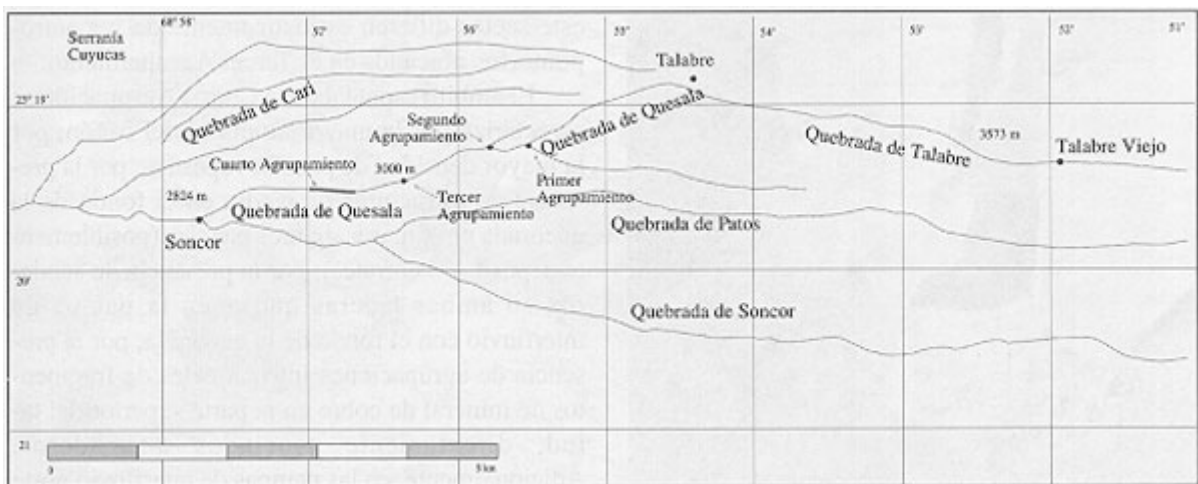 68° 58'
57
56
55
54
53
52
51'
Serranía
Cuyucas
23° 19'
Quebrada de Cari
Talabre
Segundo
Agrupamiento
Quebrada de Quesala
Quebrada de Talabre
3573 m
Talabre Viejo
Cuarto Agrupamiento
3000 m
Primer
Agrupamiento
2824 m
Tercer
Agrupamiento
Quebrada de Quesala
Quebrada de Patos
Soncor
20'
Quebrada de Soncor
21
0
5 km